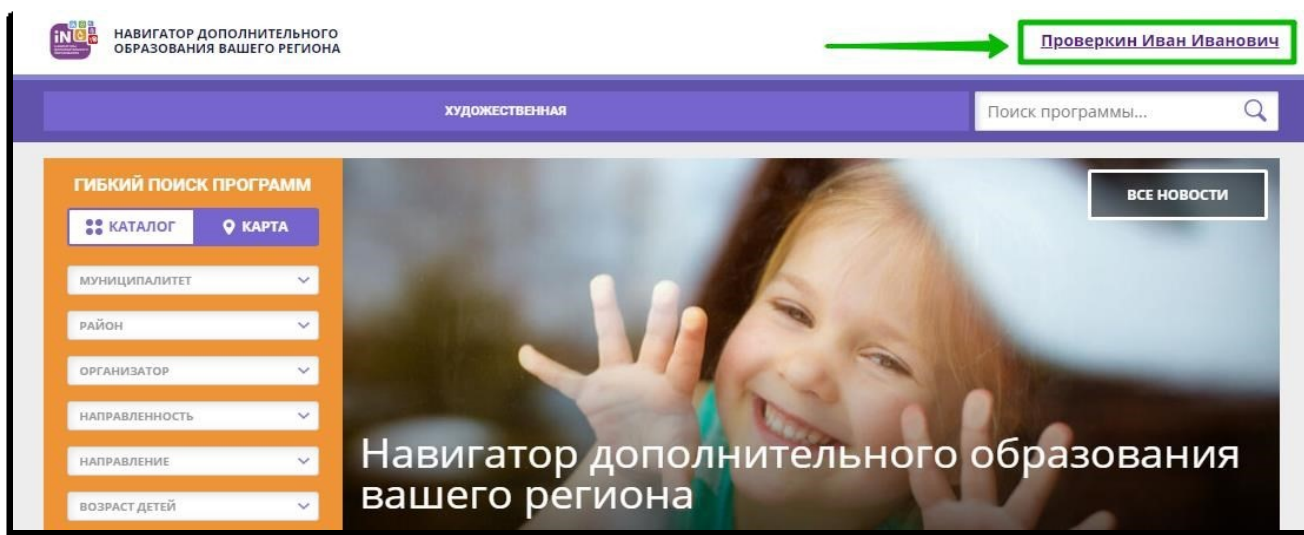 iNO
НАВИГАТОР ДОПОЛНИТЕЛЬНОГО
ОБРАЗОВАНИЯ ВАШЕГО РЕГИОНА
Проверкин Иван Иванович
ХУДОЖЕСТВЕННАЯ
Поиск программы...
ГИБКИЙ ПОИСК ПРОГРАММ
КАТАЛОГ
КАРТА
МУНИЦИПАЛИТЕТ
РАЙОН
ОРГАНИЗАТОР
НАПРАВЛЕННОСТЬ
НАПРАВЛЕНИЕ
ВОЗРАСТ ДЕТЕЙ
ВСЕ НОВОСТИ
Навигатор дополнительного образования
вашего региона